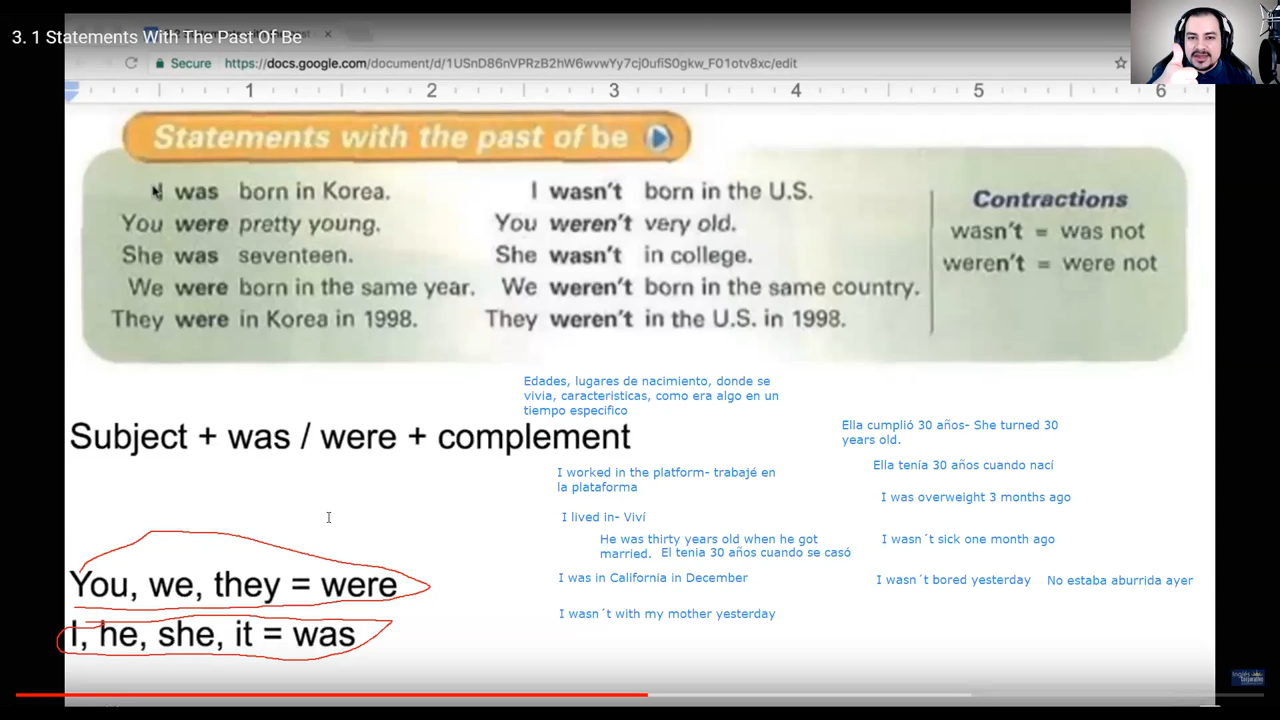 3. 1 Statements With The Past Of Be
Secure
https://docs.google.com/document/d/1USnD86nVPRzB2hW6wvwYy7cj0ufiS0gkw_F01otv8xc/edit
1 2 3 4 5 6
Statements with the past of be
I was born in Korea.
You were pretty young.
She was seventeen.
We were born in the same year.
They were in Korea in 1998.
I wasn't born in the U.S.
You weren't very old.
She wasn't in college.
We weren't born in the same country.
They weren't in the U.S. in 1998.
Contractions
wasn't = was not
weren't = were not
Edades, lugares de nacimiento, donde se
vivia, caracteristicas, como era algo en un
tiempo especifico
Subject + was / were + complement
Ella cumplió 30 años- She turned 30
years old.
I worked in the platform- trabajé en
la plataforma
Ella tenía 30 años cuando nací
I was overweight 3 months ago
I lived in- Viví
He was thirty years old when he got
married. El tenia 30 años cuando se casó
I wasn´t sick one month ago
I was in California in December
I wasn´t bored yesterday No estaba aburrida ayer
I wasn´t with my mother yesterday
You, we, they = were
I, he, she, it = was
Inglés
Corporativo